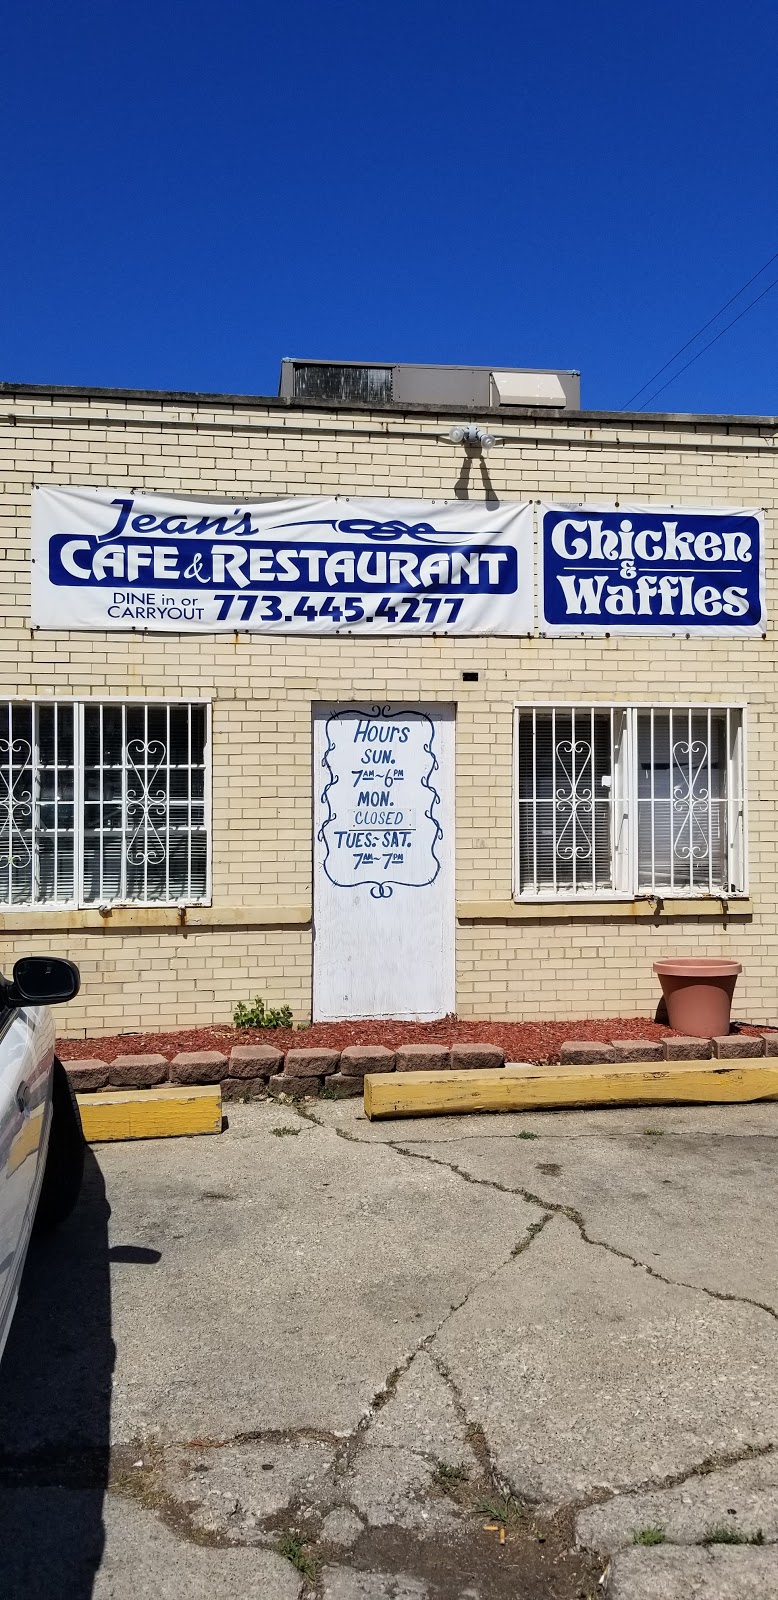 Jean's
CAFE & RESTAURANT
DINE in or
CARRYOUT 773.445.4277
Chicken
&
Waffles
Hours
SUN.
7AM~6PM
MON.
CLOSED
TUES~SAT.
7AM~7PM